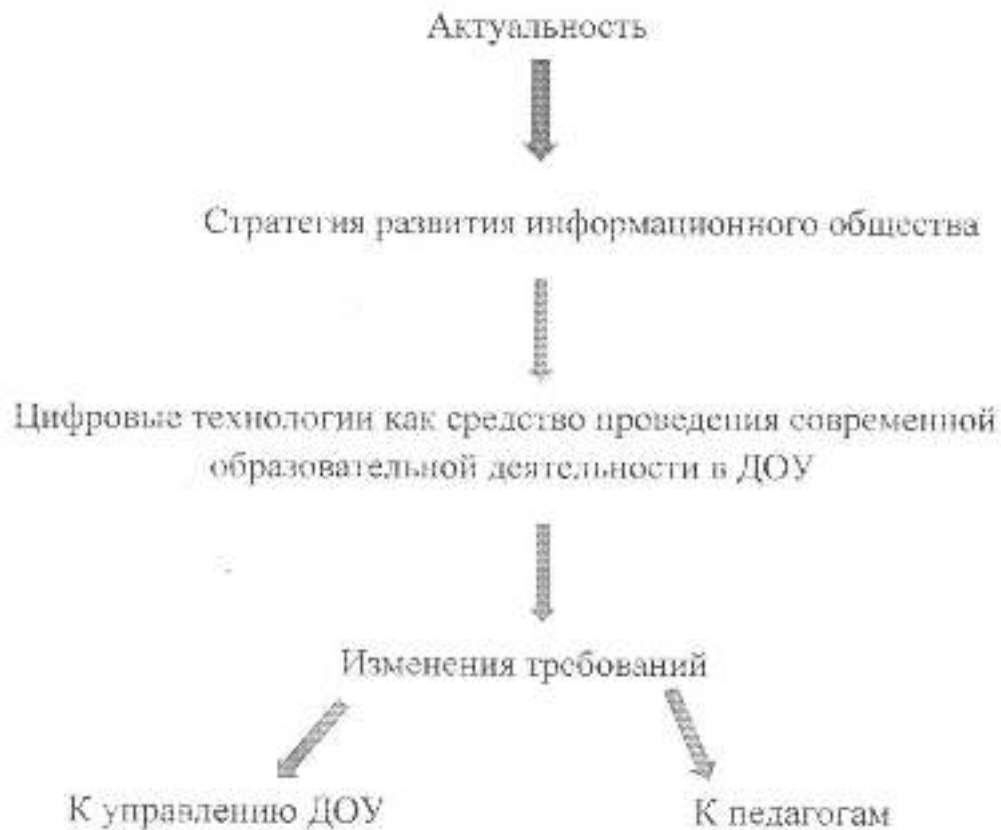 Актуальность
Стратегия развития информационного общества
Цифровые технологии как средство проведения современной
образовательной деятельности в ДОУ
Изменения требований
К управлению ДОУ
К педагогам